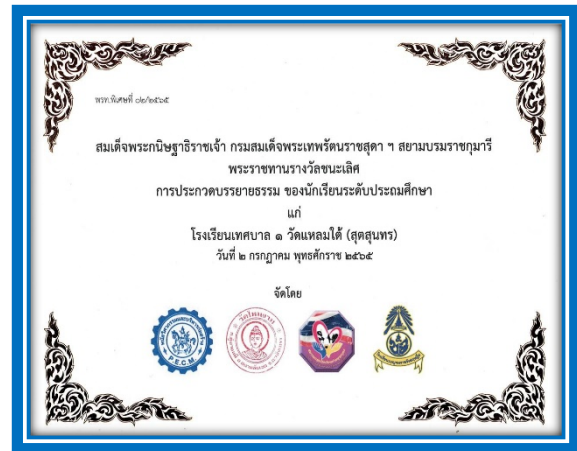 พรท.พิเศษที่ ๐๒/๒๕๖๕
สมเด็จพระกนิษฐาธิราชเจ้า กรมสมเด็จพระเทพรัตนราชสุดา ฯ สยามบรมราชกุมารี
พระราชทานรางวัลชนะเลิศ
การประกวดบรรยายธรรม ของนักเรียนระดับประถมศึกษา
แก่
โรงเรียนเทศบาล ๑ วัดแหลมใต้ (สุตสุนทร)
วันที่ ๒ กรกฎาคม พุทธศักราช ๒๕๖๕
จัดโดย
PECM